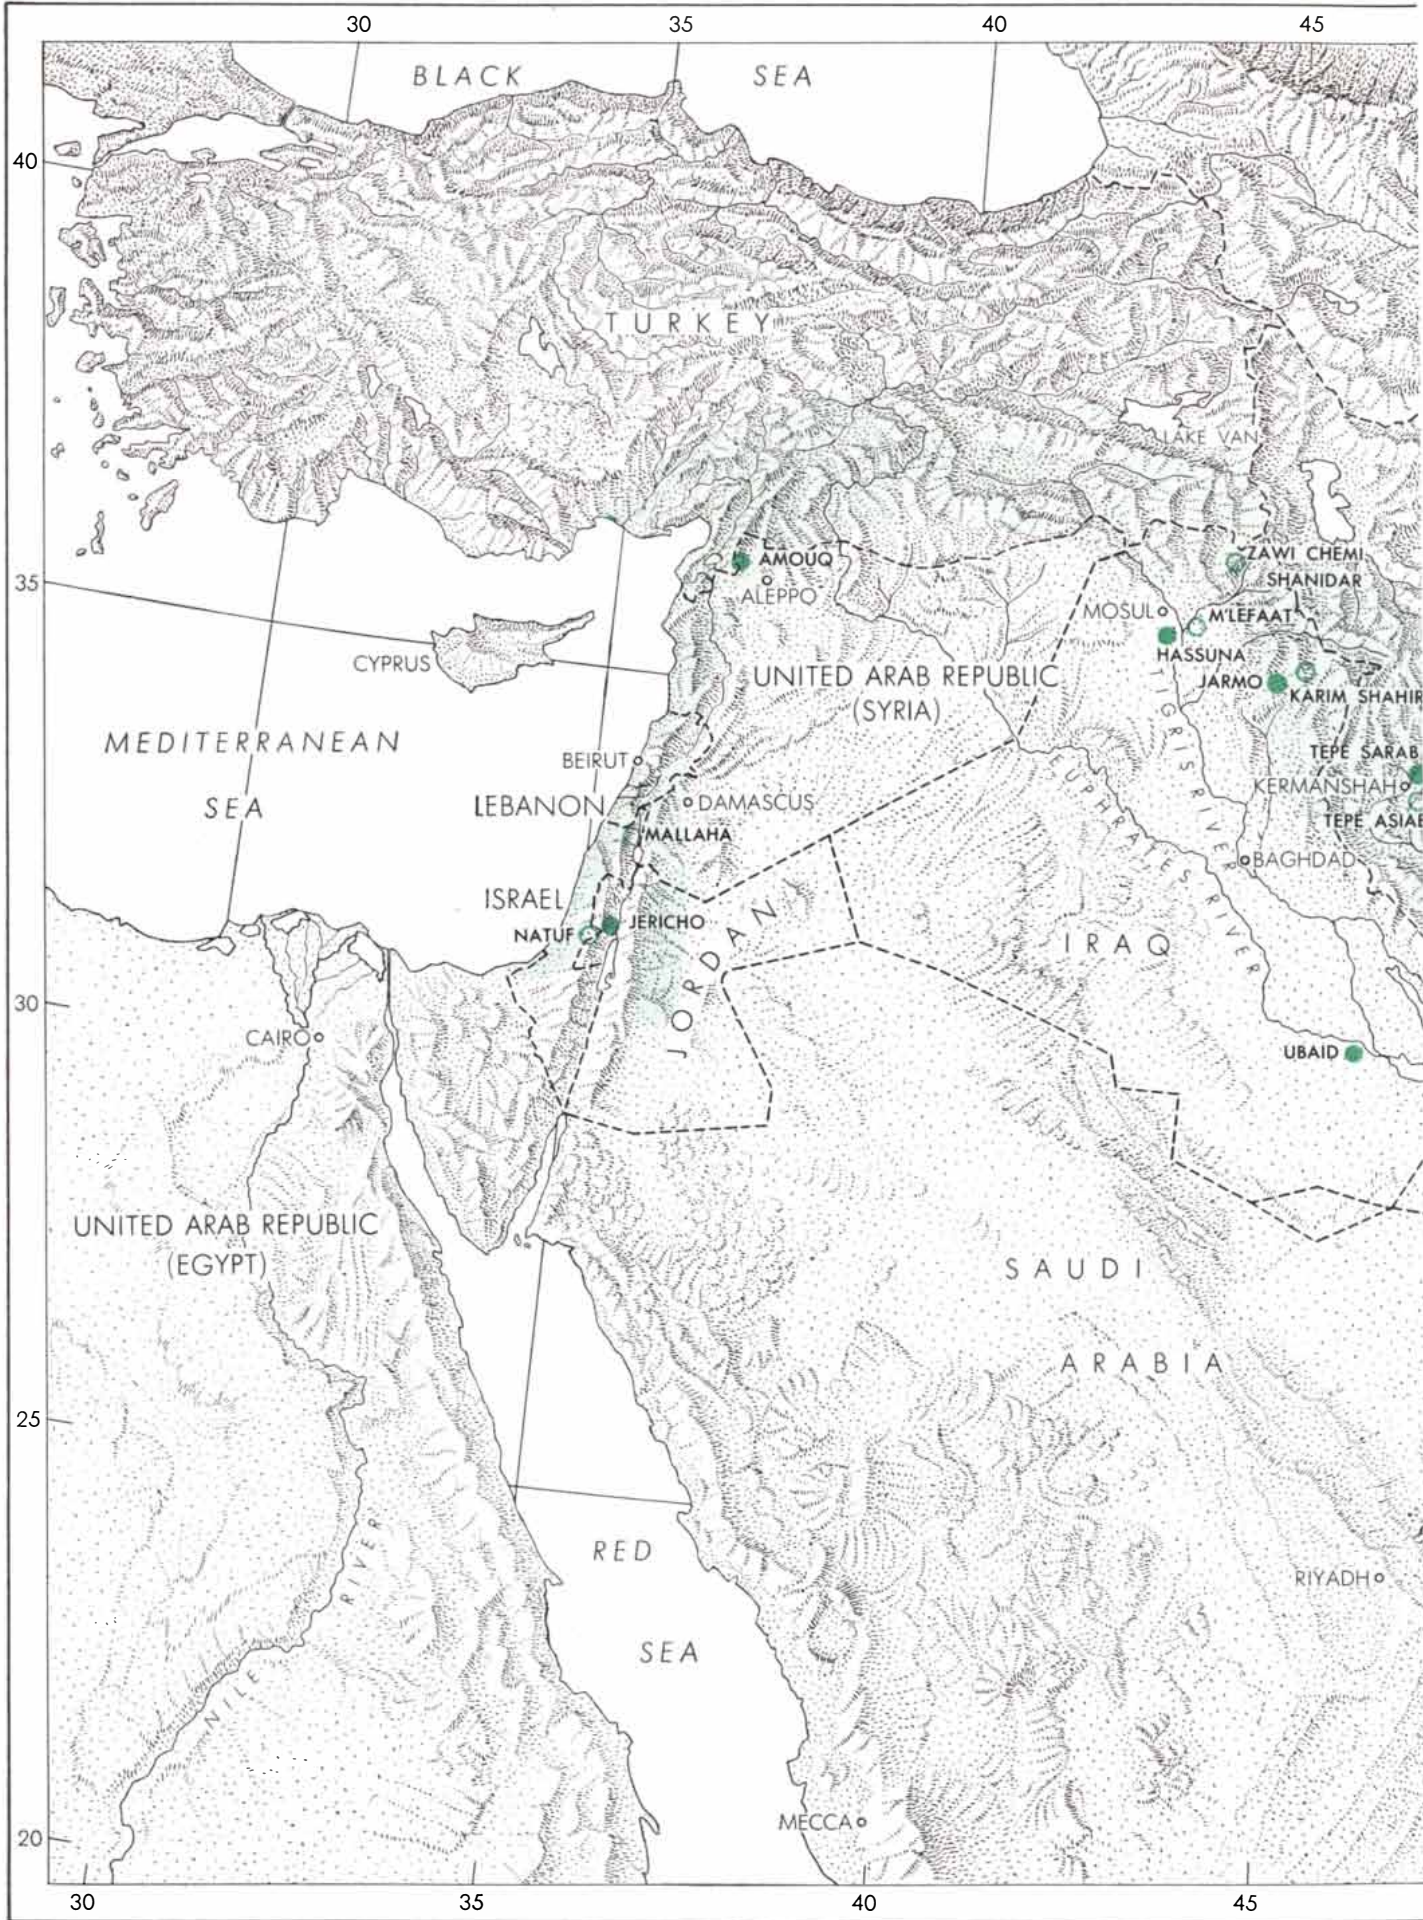 30
35
40
45
BLACK
SEA
40
TURKEY
LAKE VAN
35
AMOUQ
ALEPPO
ZAWI CHEMI
SHANIDAR
MOSUL
M'LEFAAT
HASSUNA
JARMO
KARIM SHAHIR
CYPRUS
UNITED ARAB REPUBLIC
(SYRIA)
TIGRIS RIVER
MEDITERRANEAN
SEA
BEIRUT
LEBANON
DAMASCUS
MALLAHA
EUPHRATES RIVER
TEPE SARAB
KERMANSHAH
TEPE ASIAB
BAGHDAD
ISRAEL
NATUF
JERICHO
JORDAN
IRAQ
30
CAIRO
UBAID
UNITED ARAB REPUBLIC
(EGYPT)
SAUDI
ARABIA
25
RED
SEA
NILE RIVER
RIYADH
MECCA
20
30
35
40
45